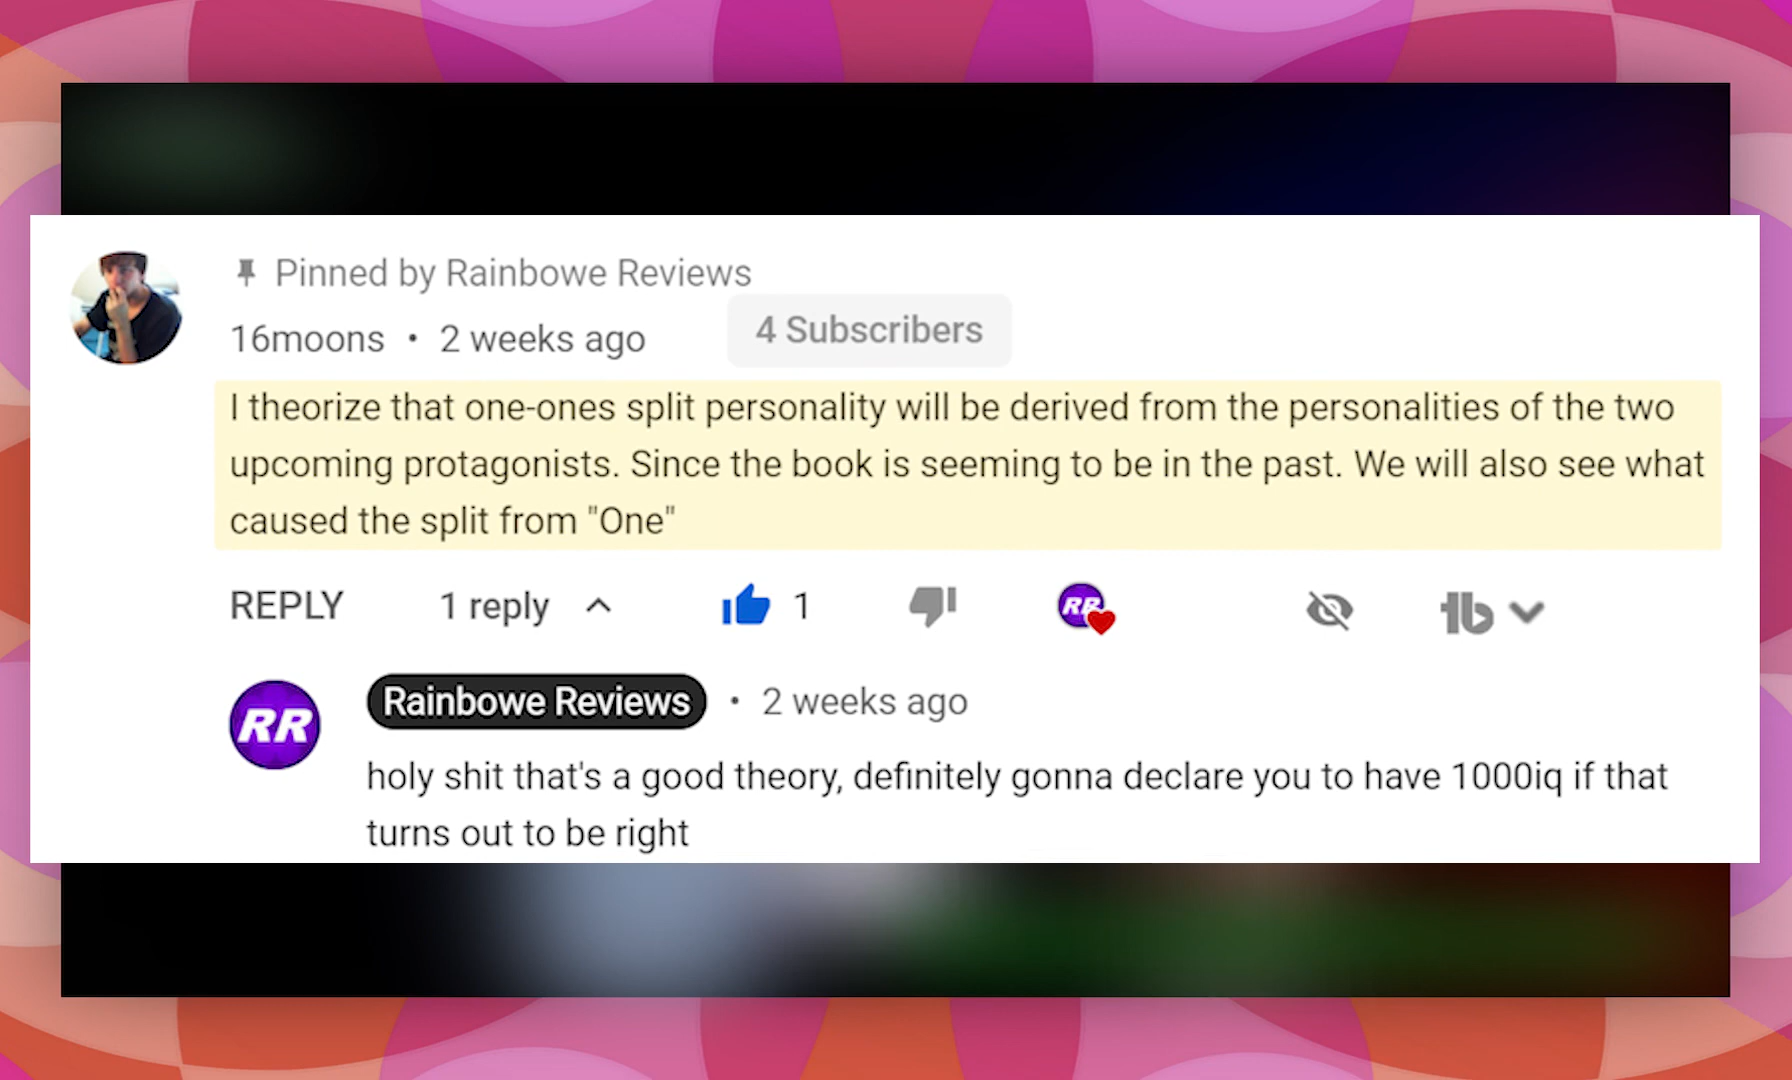 Pinned by Rainbowe Reviews
16moons • 2 weeks ago
4 Subscribers
I theorize that one-ones split personality will be derived from the personalities of the two
upcoming protagonists. Since the book is seeming to be in the past. We will also see what
caused the split from "One"
REPLY 1 reply 1
RR
tb
RR
Rainbowe Reviews • 2 weeks ago
holy shit that's a good theory, definitely gonna declare you to have 1000iq if that
turns out to be right